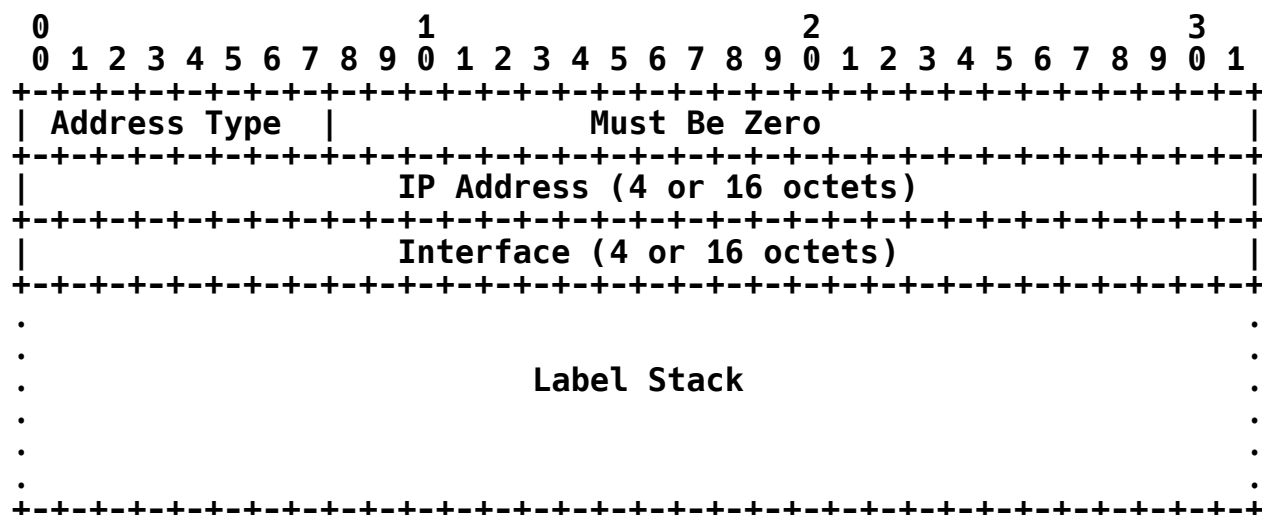 0                   1                   2                   3
 0 1 2 3 4 5 6 7 8 9 0 1 2 3 4 5 6 7 8 9 0 1 2 3 4 5 6 7 8 9 0 1
+-+-+-+-+-+-+-+-+-+-+-+-+-+-+-+-+-+-+-+-+-+-+-+-+-+-+-+-+-+-+-+-+
| Address Type  |             Must Be Zero                      |
+-+-+-+-+-+-+-+-+-+-+-+-+-+-+-+-+-+-+-+-+-+-+-+-+-+-+-+-+-+-+-+-+
|                   IP Address (4 or 16 octets)                 |
+-+-+-+-+-+-+-+-+-+-+-+-+-+-+-+-+-+-+-+-+-+-+-+-+-+-+-+-+-+-+-+-+
|                   Interface (4 or 16 octets)                  |
+-+-+-+-+-+-+-+-+-+-+-+-+-+-+-+-+-+-+-+-+-+-+-+-+-+-+-+-+-+-+-+-+
.                                                               .
.                                                               .
.                          Label Stack                          .
.                                                               .
.                                                               .
.                                                               .
+-+-+-+-+-+-+-+-+-+-+-+-+-+-+-+-+-+-+-+-+-+-+-+-+-+-+-+-+-+-+-+-+